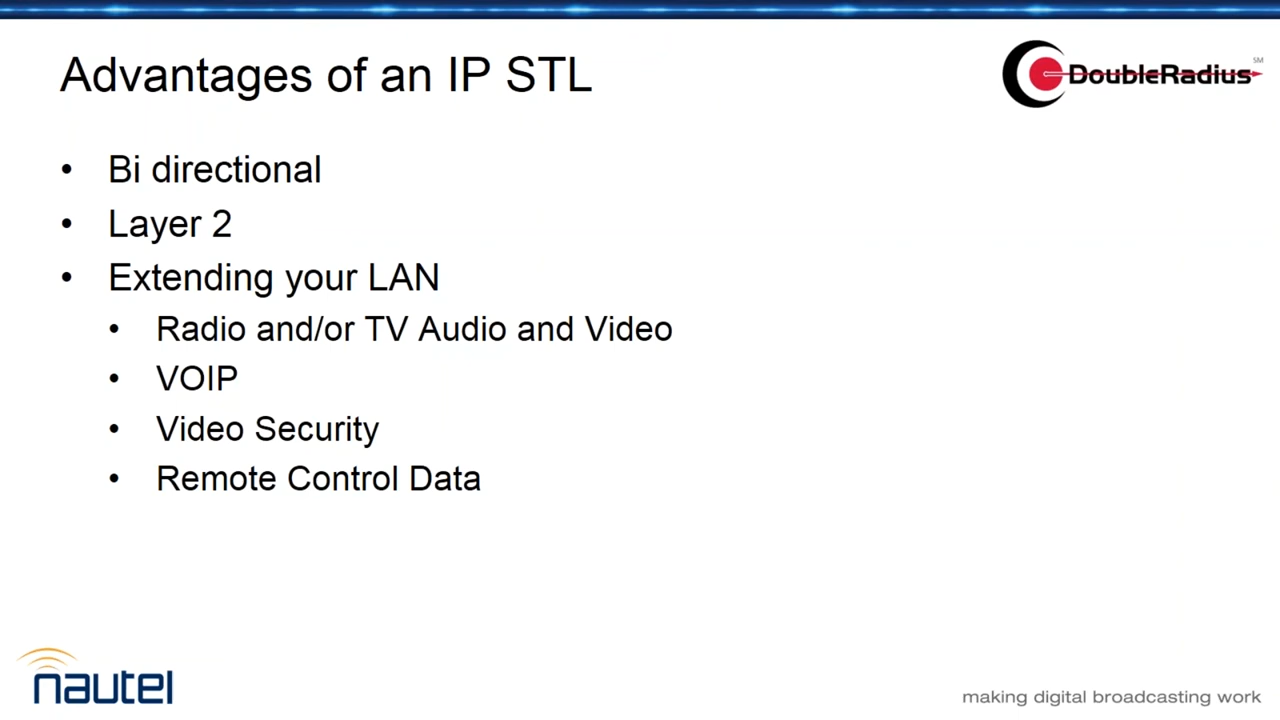 Advantages of an IP STL
DoubleRadius SM
• Bi directional
• Layer 2
• Extending your LAN
• Radio and/or TV Audio and Video
• VOIP
• Video Security
• Remote Control Data
nautel
making digital broadcasting work